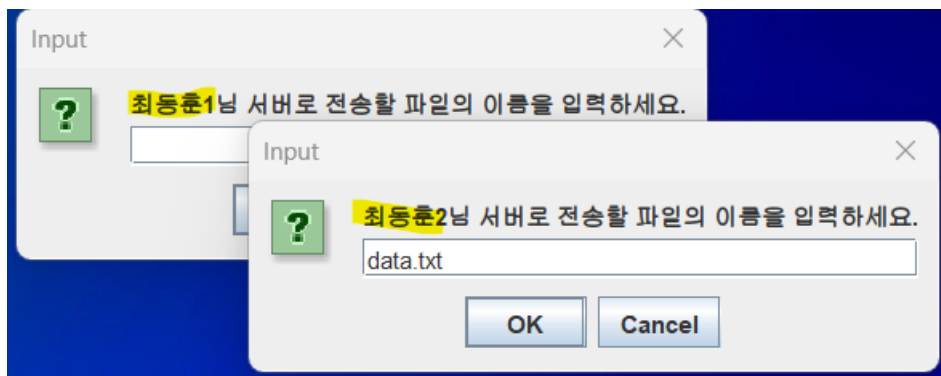 Input
최동훈1님 서버로 전송할 파일의 이름을 입력하세요.
Input
최동훈2님 서버로 전송할 파일의 이름을 입력하세요.
data.txt
OK
Cancel